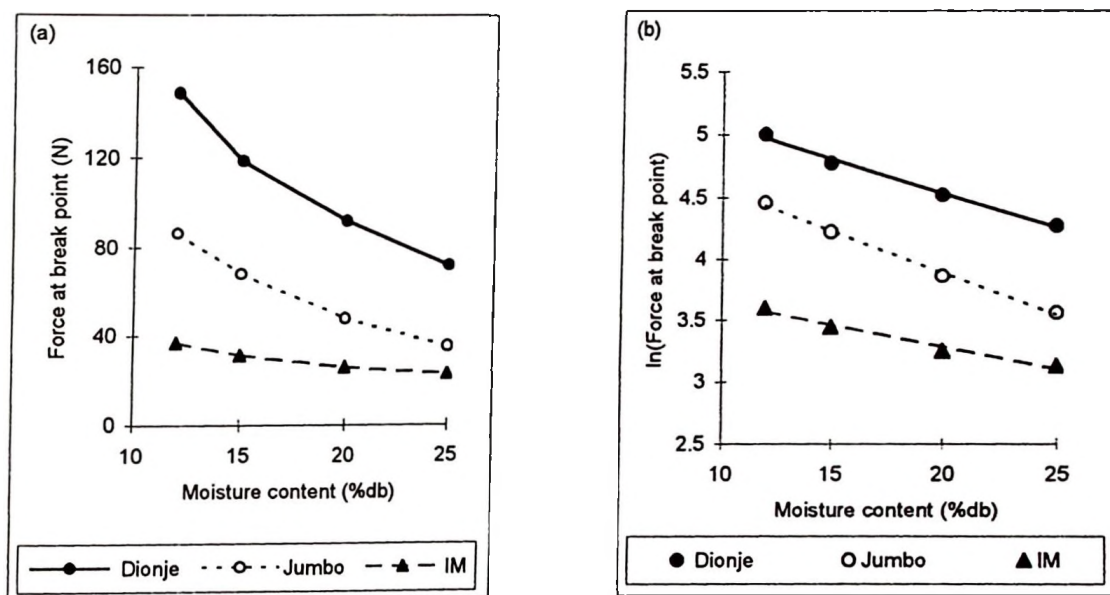 (a)
160
120
80
40
0
Force at break point (N)
10 15 20 25
Moisture content (%db)
Dionje Jumbo IM
(b)
5.5
5
4.5
4
3.5
3
2.5
ln(Force at break point)
10 15 20 25
Moisture content (%db)
Dionje Jumbo IM